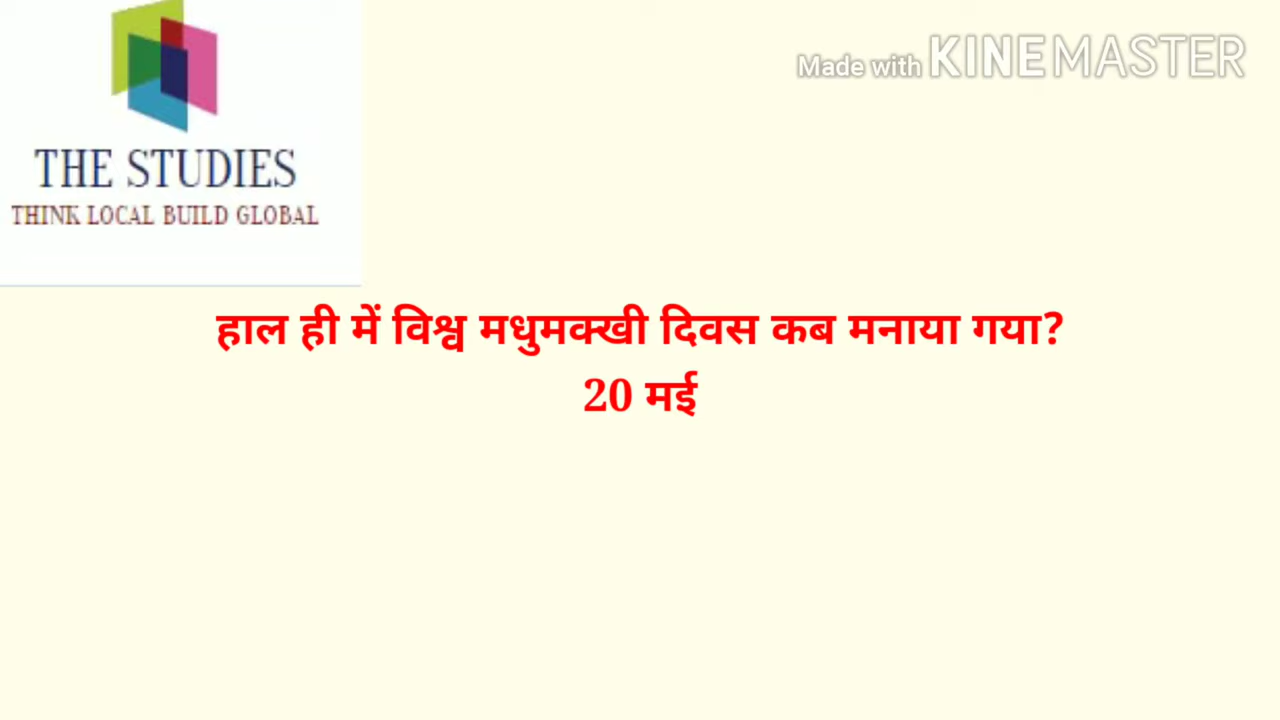 Made with KINEMASTER
THE STUDIES
THINK LOCAL BUILD GLOBAL
हाल ही में विश्व मधुमक्खी दिवस कब मनाया गया?
20 मई